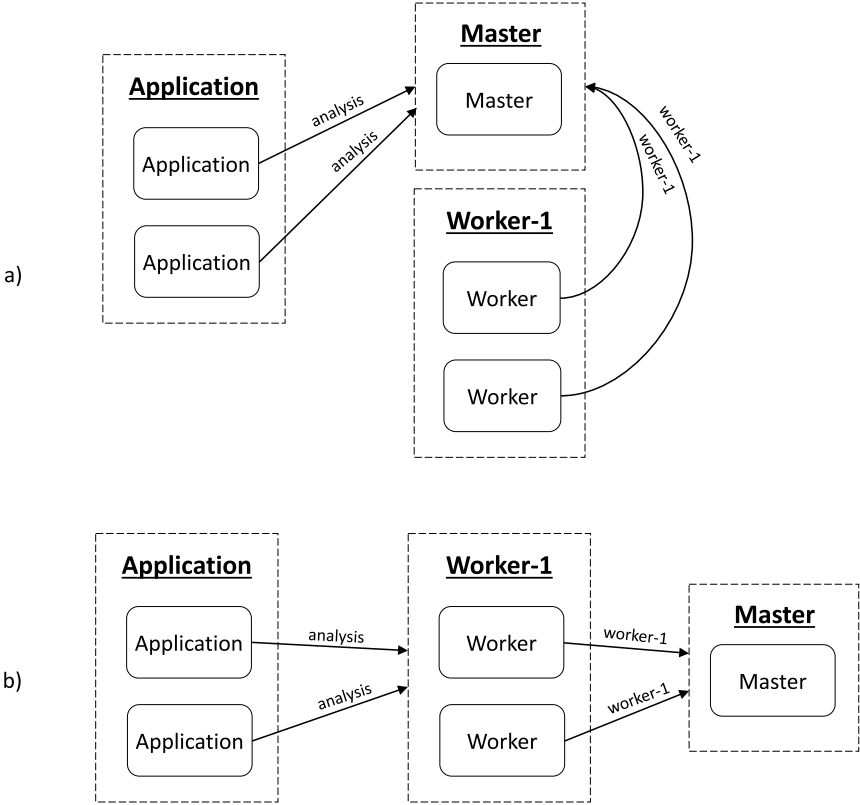 a)
Application
Application
Application
analysis
analysis
Master
Master
Worker-1
Worker
Worker
worker-1
worker-1
b)
Application
Application
Application
analysis
analysis
Worker-1
Worker
Worker
worker-1
worker-1
Master
Master